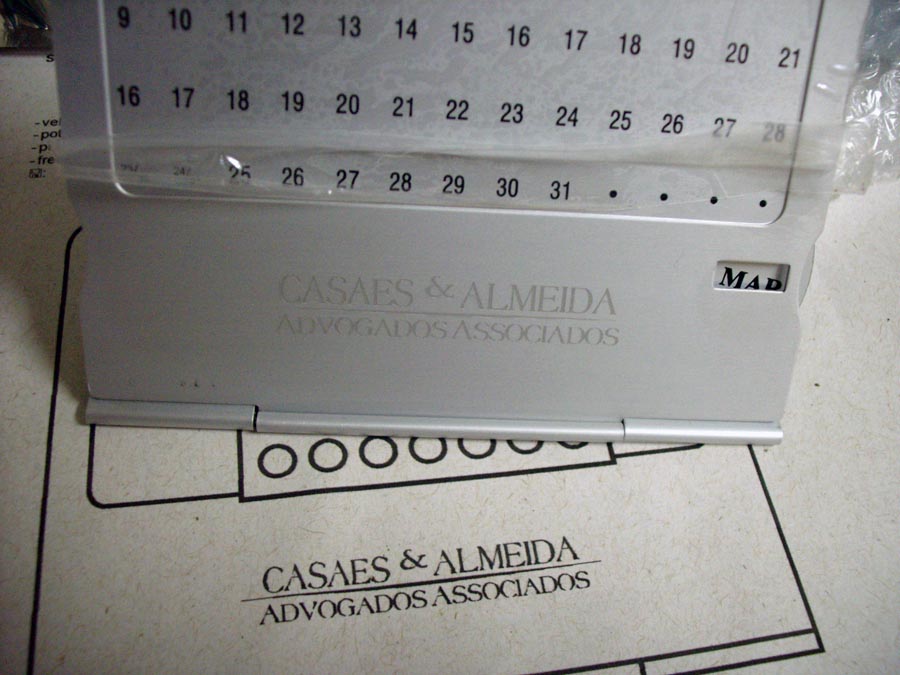 9 10 11 12 13 14 15 16 17 18 19 20 21
16 17 18 19 20 21 22 23 24 25 26 27 28
24/ 25 26 27 28 29 30 31 • • • •
MAR
CASAES & ALMEIDA
ADVOGADOS ASSOCIADOS
CASAES & ALMEIDA
ADVOGADOS ASSOCIADOS